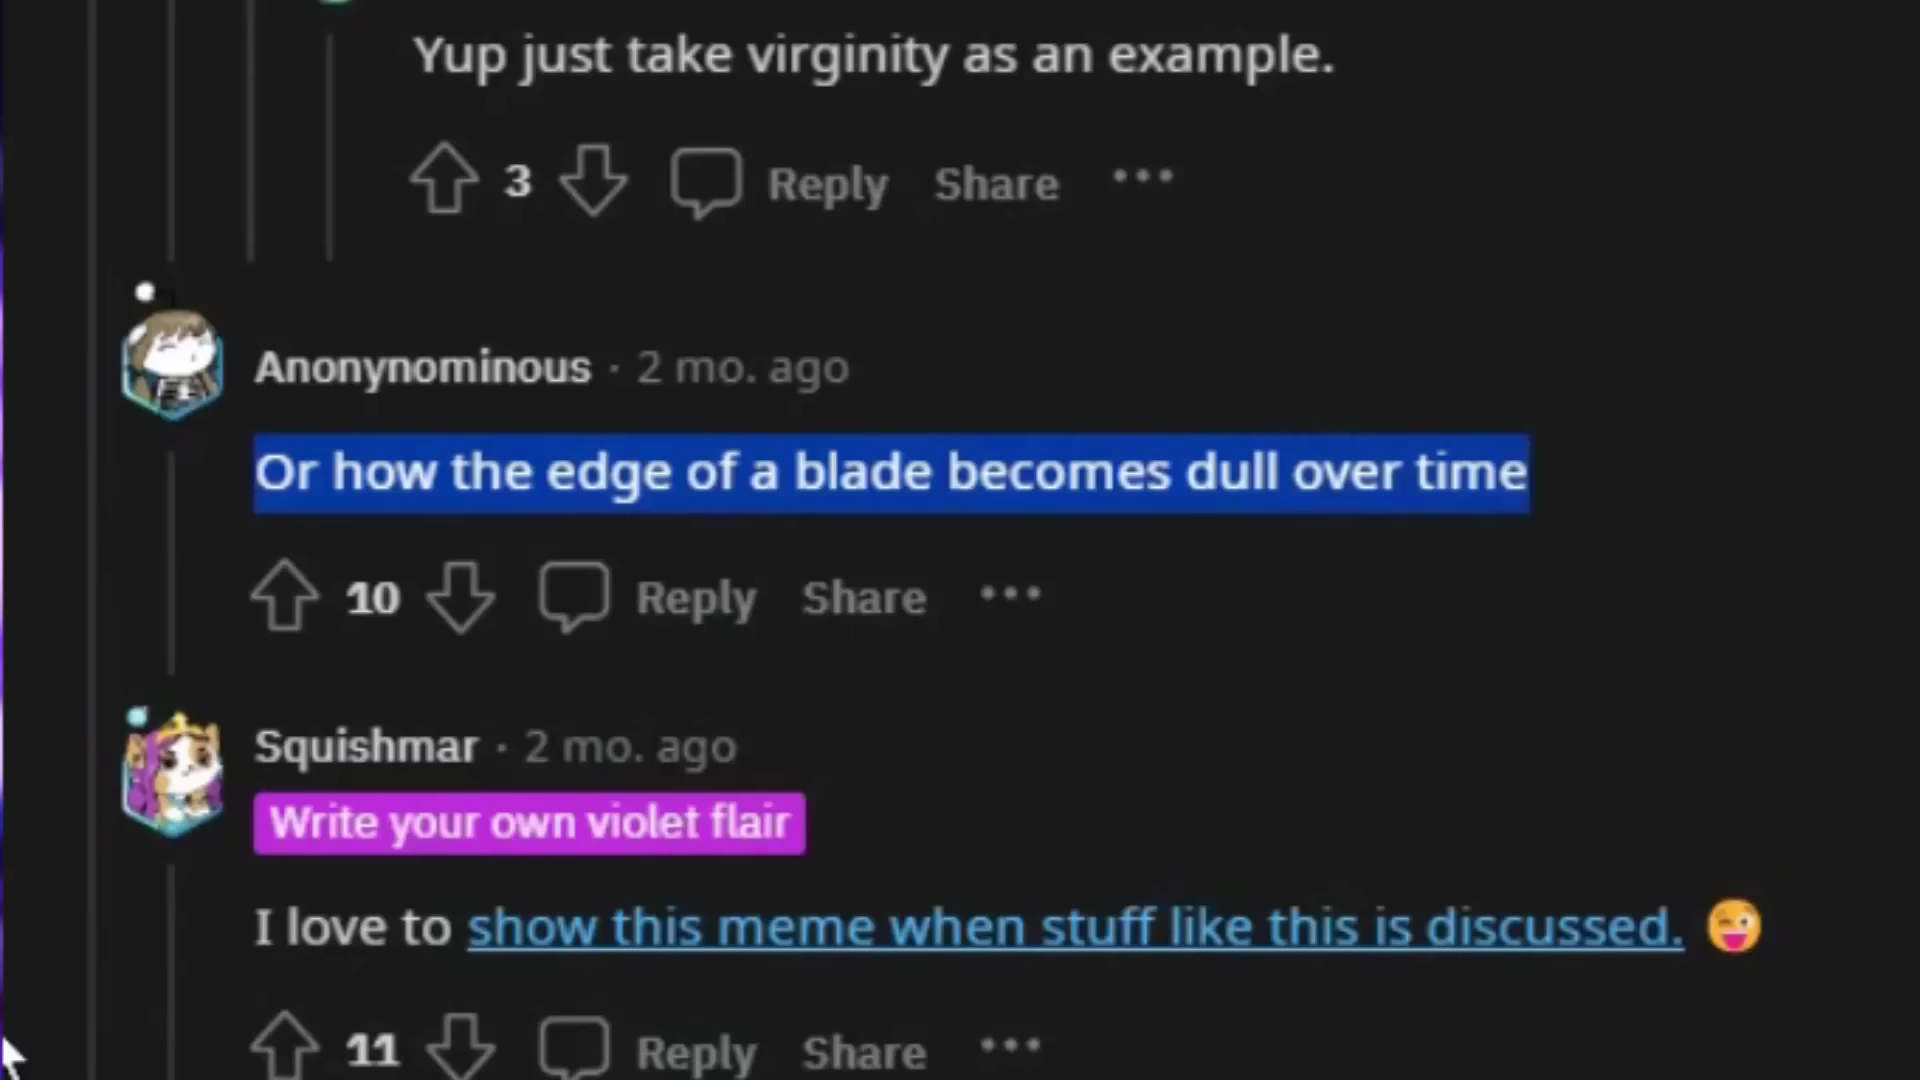 Yup just take virginity as an example.
3 Reply Share
Anonynominous · 2 mo. ago
Or how the edge of a blade becomes dull over time
10 Reply Share
Squishmar · 2 mo. ago
Write your own violet flair
I love to show this meme when stuff like this is discussed. 😜
11 Reply Share